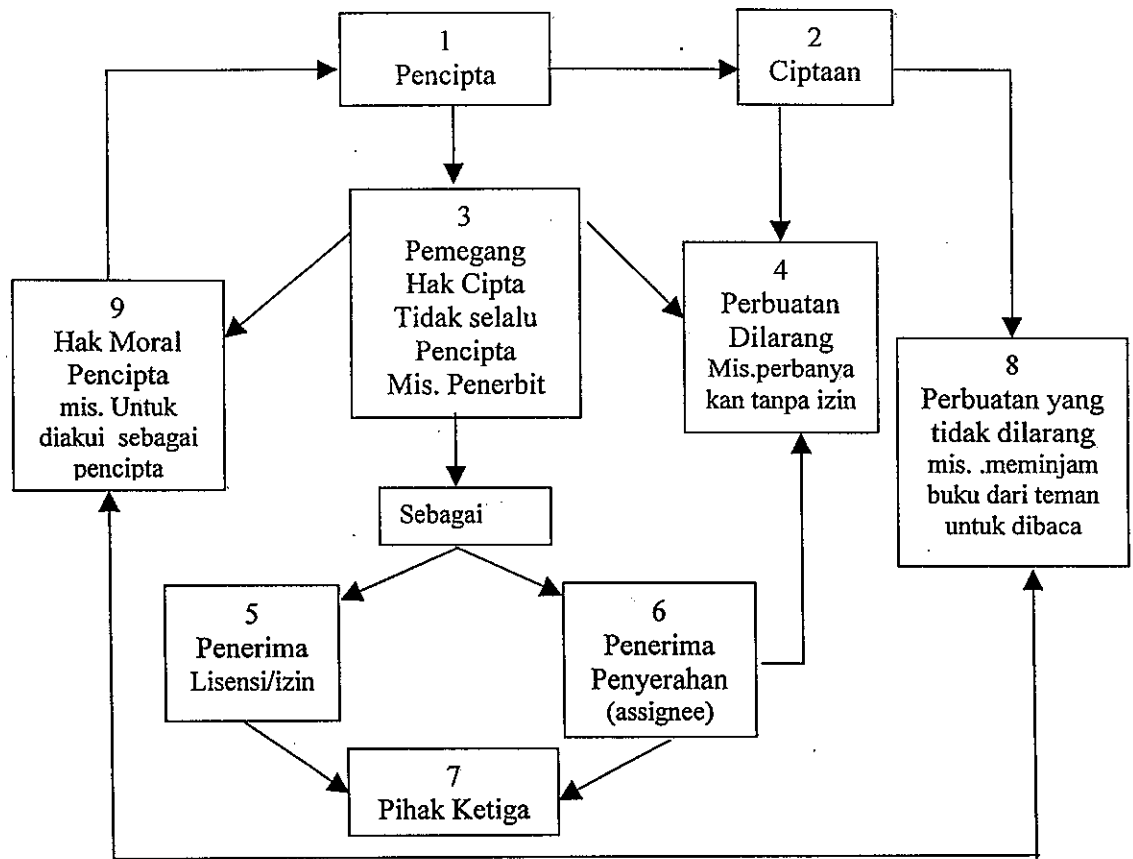 1
Pencipta
2
Ciptaan
3
Pemegang
Hak Cipta
Tidak selalu
Pencipta
Mis. Penerbit
4
Perbuatan
Dilarang
Mis.perbanya
kan tanpa izin
9
Hak Moral
Pencipta
mis. Untuk
diakui sebagai
pencipta
8
Perbuatan yang
tidak dilarang
mis. .meminjam
buku dari teman
untuk dibaca
Sebagai
5
Penerima
Lisensi/izin
6
Penerima
Penyerahan
(assignee)
7
Pihak Ketiga